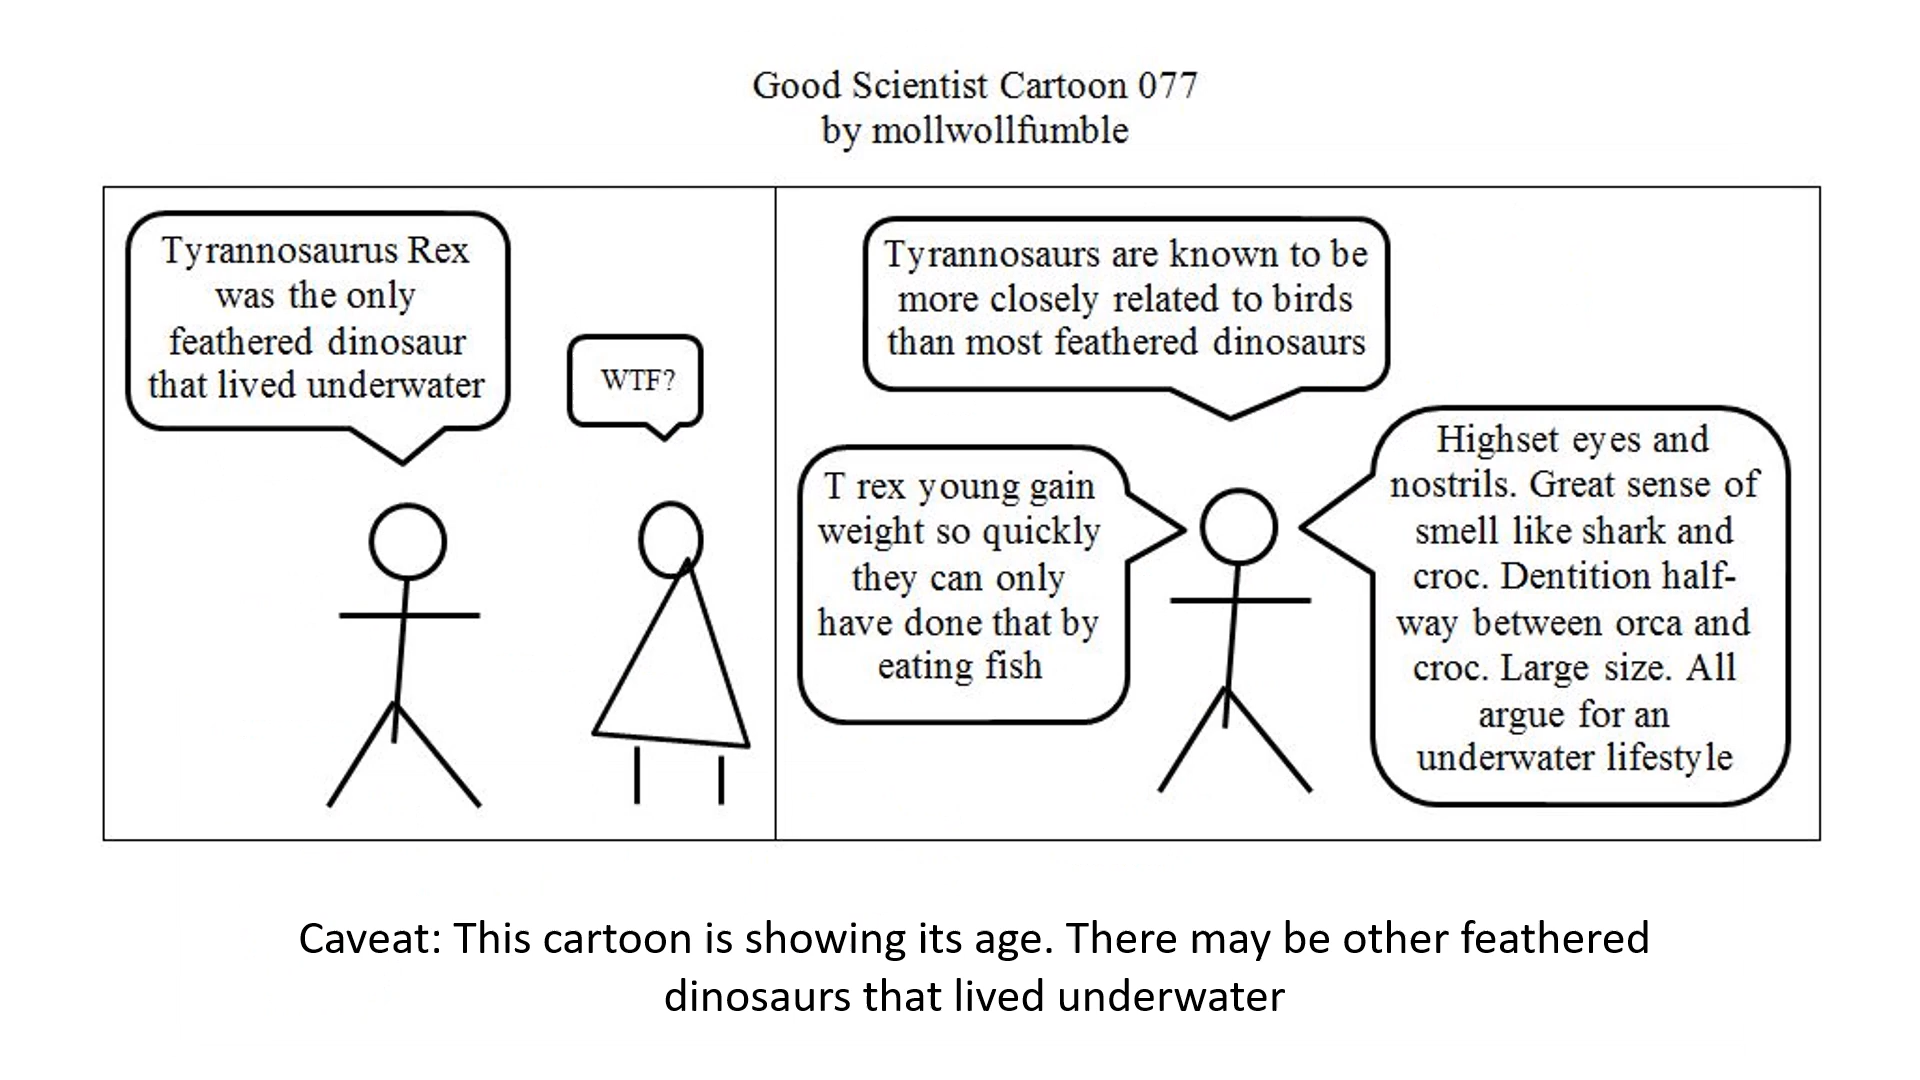 Good Scientist Cartoon 077
by mollwollfumble
Tyrannosaurus Rex
was the only
feathered dinosaur
that lived underwater
WTF?
Tyrannosaurs are known to be
more closely related to birds
than most feathered dinosaurs
T rex young gain
weight so quickly
they can only
have done that by
eating fish
Highset eyes and
nostrils. Great sense of
smell like shark and
croc. Dentition half-
way between orca and
croc. Large size. All
argue for an
underwater lifestyle
Caveat: This cartoon is showing its age. There may be other feathered
dinosaurs that lived underwater